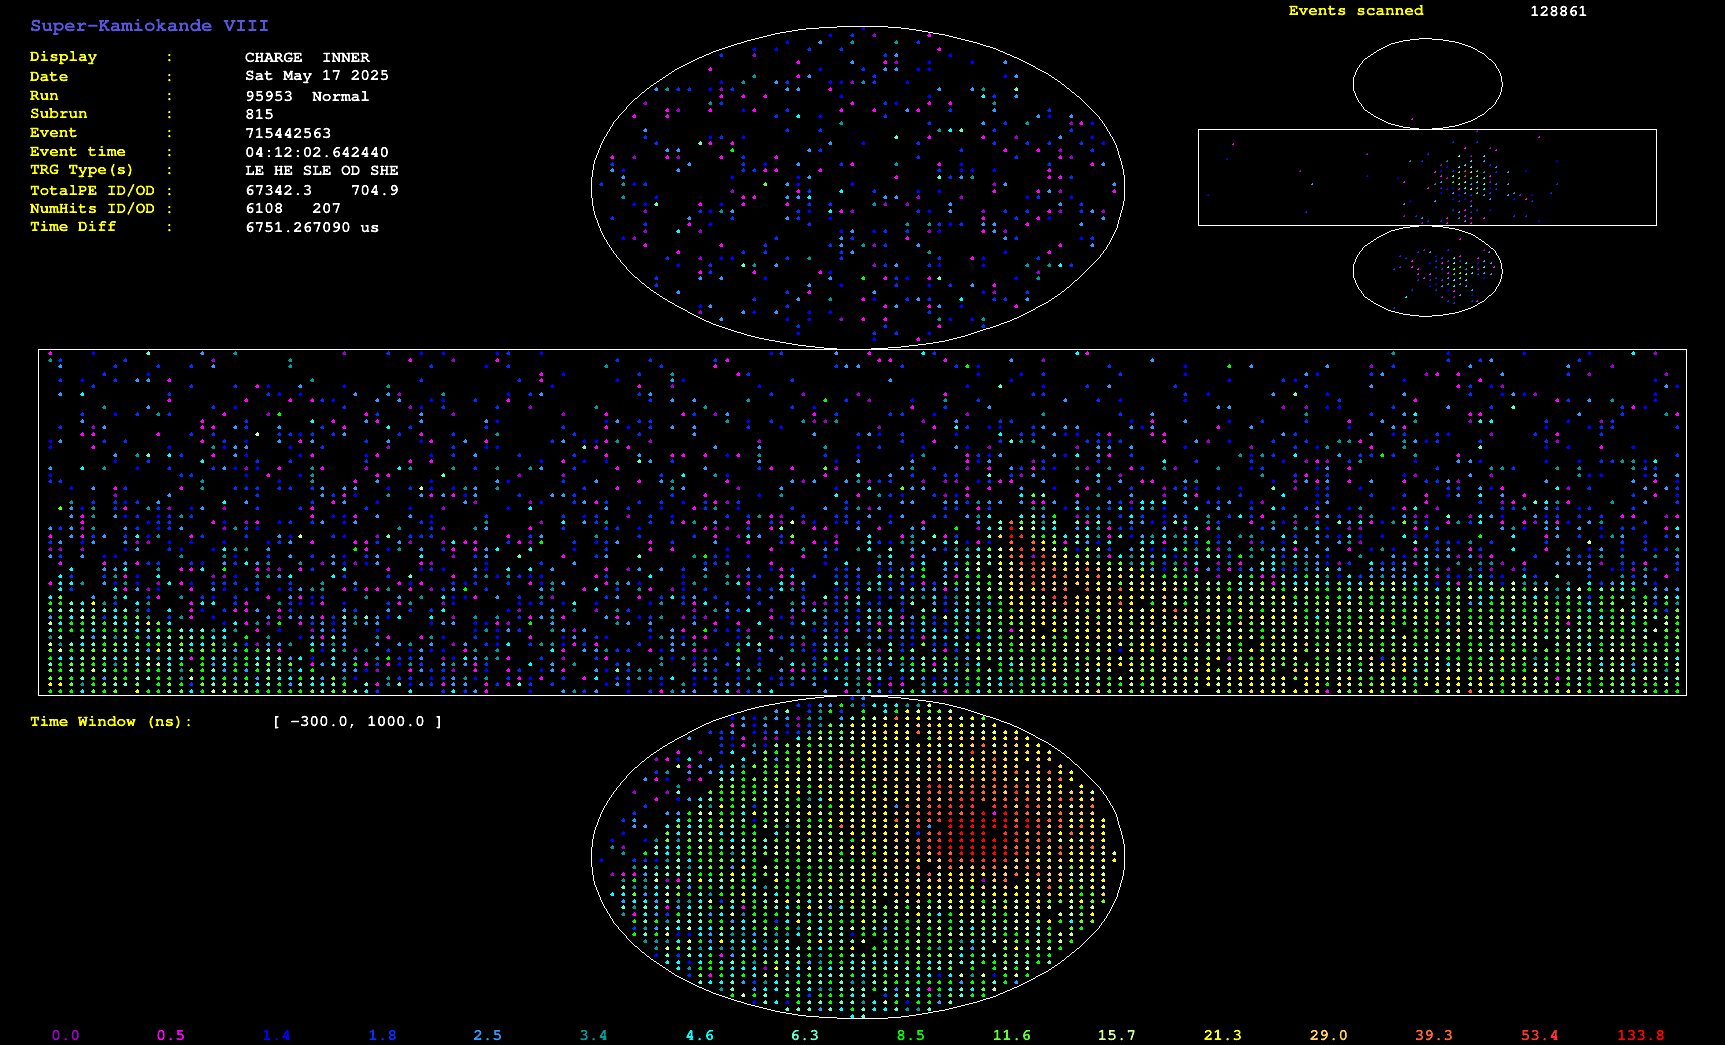 Super-Kamiokande VIII
Display : CHARGE INNER
Date : Sat May 17 2025
Run : 95953 Normal
Subrun : 815
Event : 715442563
Event time : 04:12:02.642440
TRG Type(s) : LE HE SLE OD SHE
TotalPE ID/OD : 67342.3 704.9
NumHits ID/OD : 6108 207
Time Diff : 6751.267090 us
Events scanned 128861
Time Window (ns): [ -300.0, 1000.0 ]
0.0 0.5 1.4 1.8 2.5 3.4 4.6 6.3 8.5 11.6 15.7 21.3 29.0 39.3 53.4 133.8